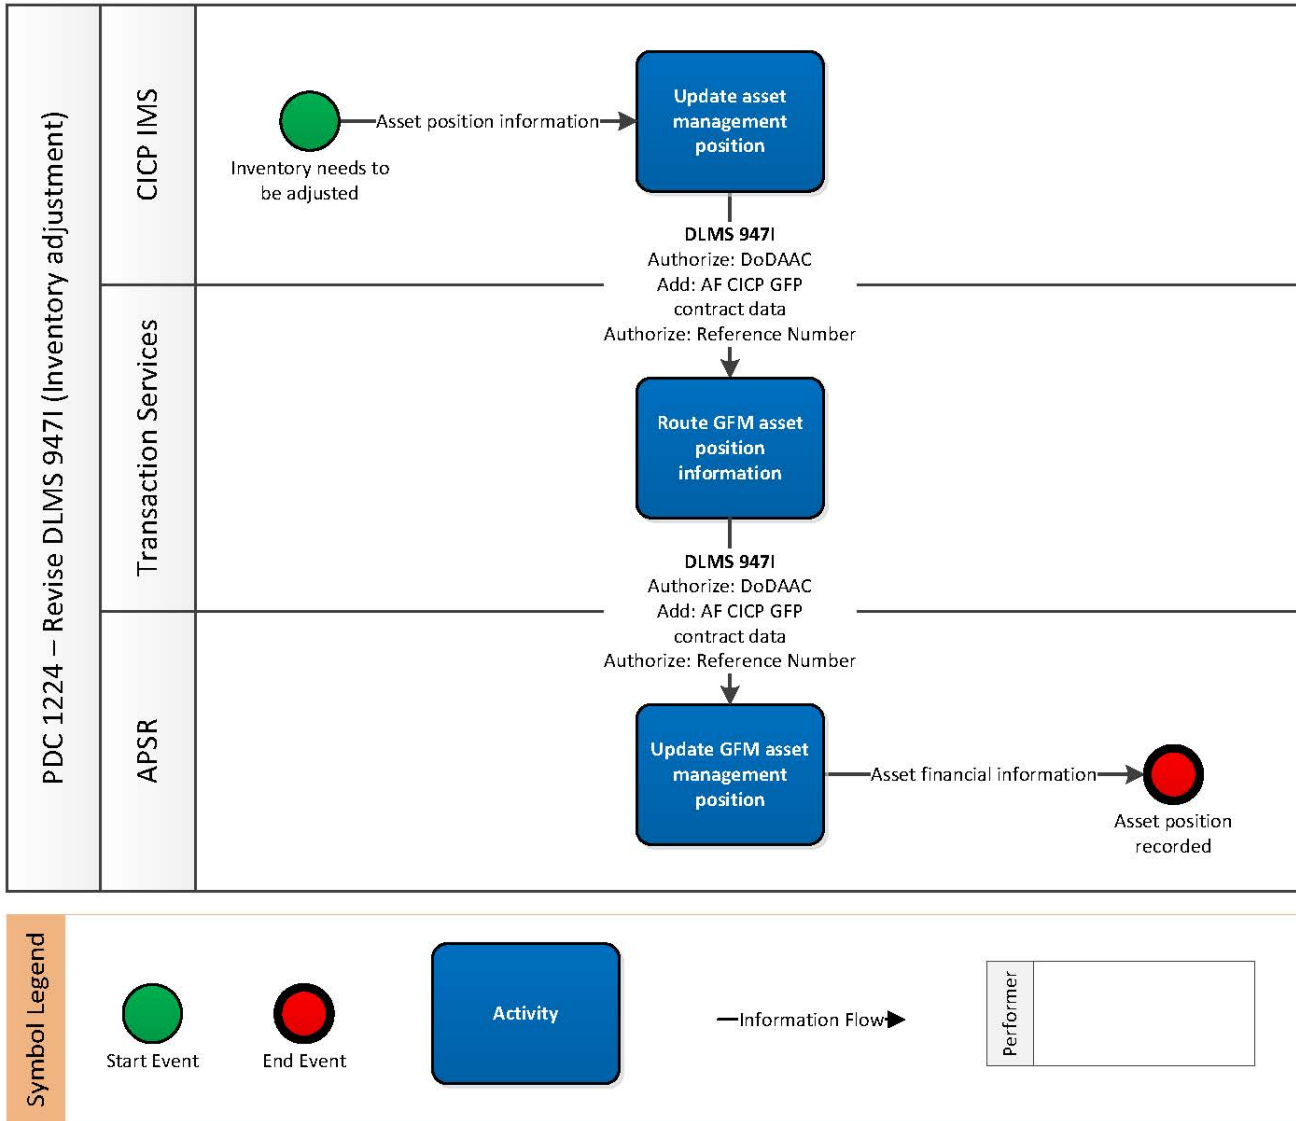 PDC 1224 – Revise DLMS 947I (Inventory adjustment)
CICP IMS
Inventory needs to
be adjusted
Asset position information
Update asset
management
position
DLMS 947I
Authorize: DoDAAC
Add: AF CICP GFP
contract data
Authorize: Reference Number
Transaction Services
Route GFM asset
position
information
DLMS 947I
Authorize: DoDAAC
Add: AF CICP GFP
contract data
Authorize: Reference Number
APSR
Update GFM asset
management
position
Asset financial information
Asset position
recorded
Symbol Legend
Start Event
End Event
Activity
Information Flow
Performer